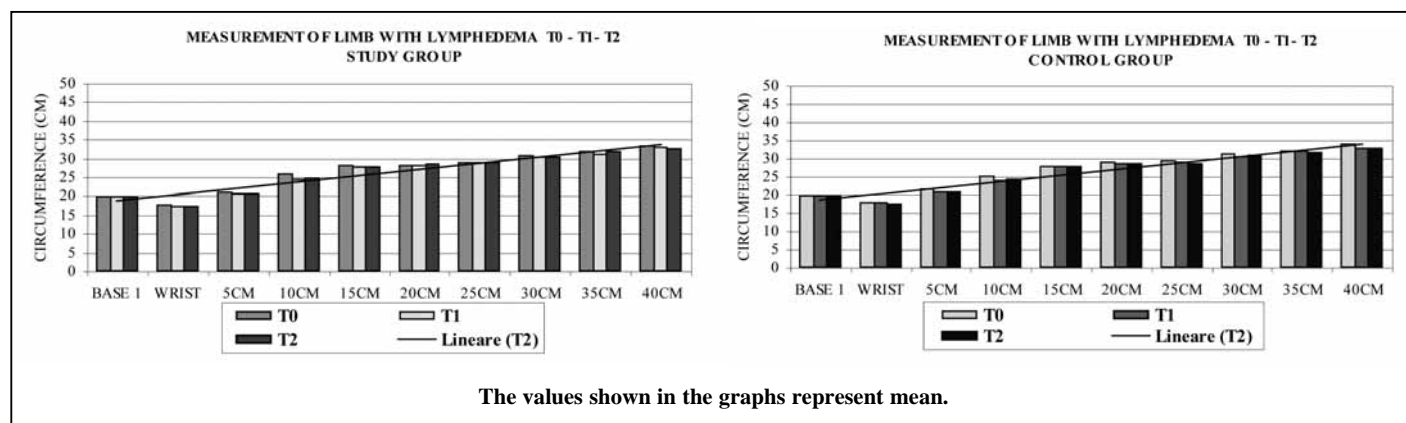 MEASUREMENT OF LIMB WITH LYMPHEDEMA T0 - T1- T2
STUDY GROUP
CIRCUMFERENCE (CM)
50
45
40
35
30
25
20
15
10
5
0
BASE 1 WRIST 5CM 10CM 15CM 20CM 25CM 30CM 35CM 40CM
T0 T1
T2 Lineare (T2)
MEASUREMENT OF LIMB WITH LYMPHEDEMA T0 - T1- T2
CONTROL GROUP
CIRCUMFERENCE (CM)
50
45
40
35
30
25
20
15
10
5
0
BASE 1 WRIST 5CM 10CM 15CM 20CM 25CM 30CM 35CM 40CM
T0 T1
T2 Lineare (T2)
The values shown in the graphs represent mean.